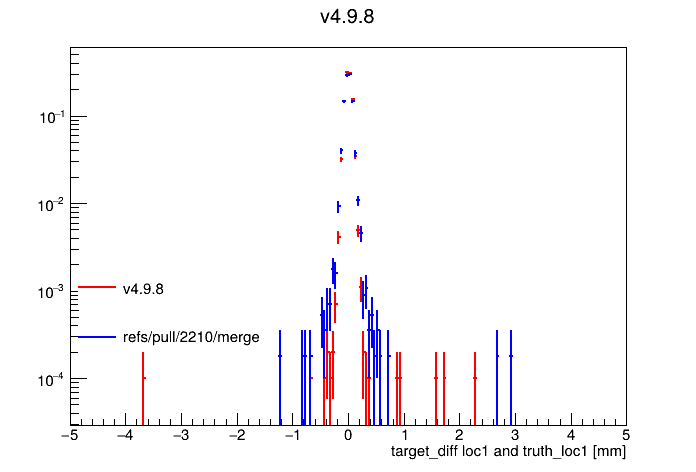 v4.9.8
10⁻¹
10⁻²
10⁻³
10⁻⁴
v4.9.8
refs/pull/2210/merge
−5 −4 −3 −2 −1 0 1 2 3 4 5
target_diff loc1 and truth_loc1 [mm]